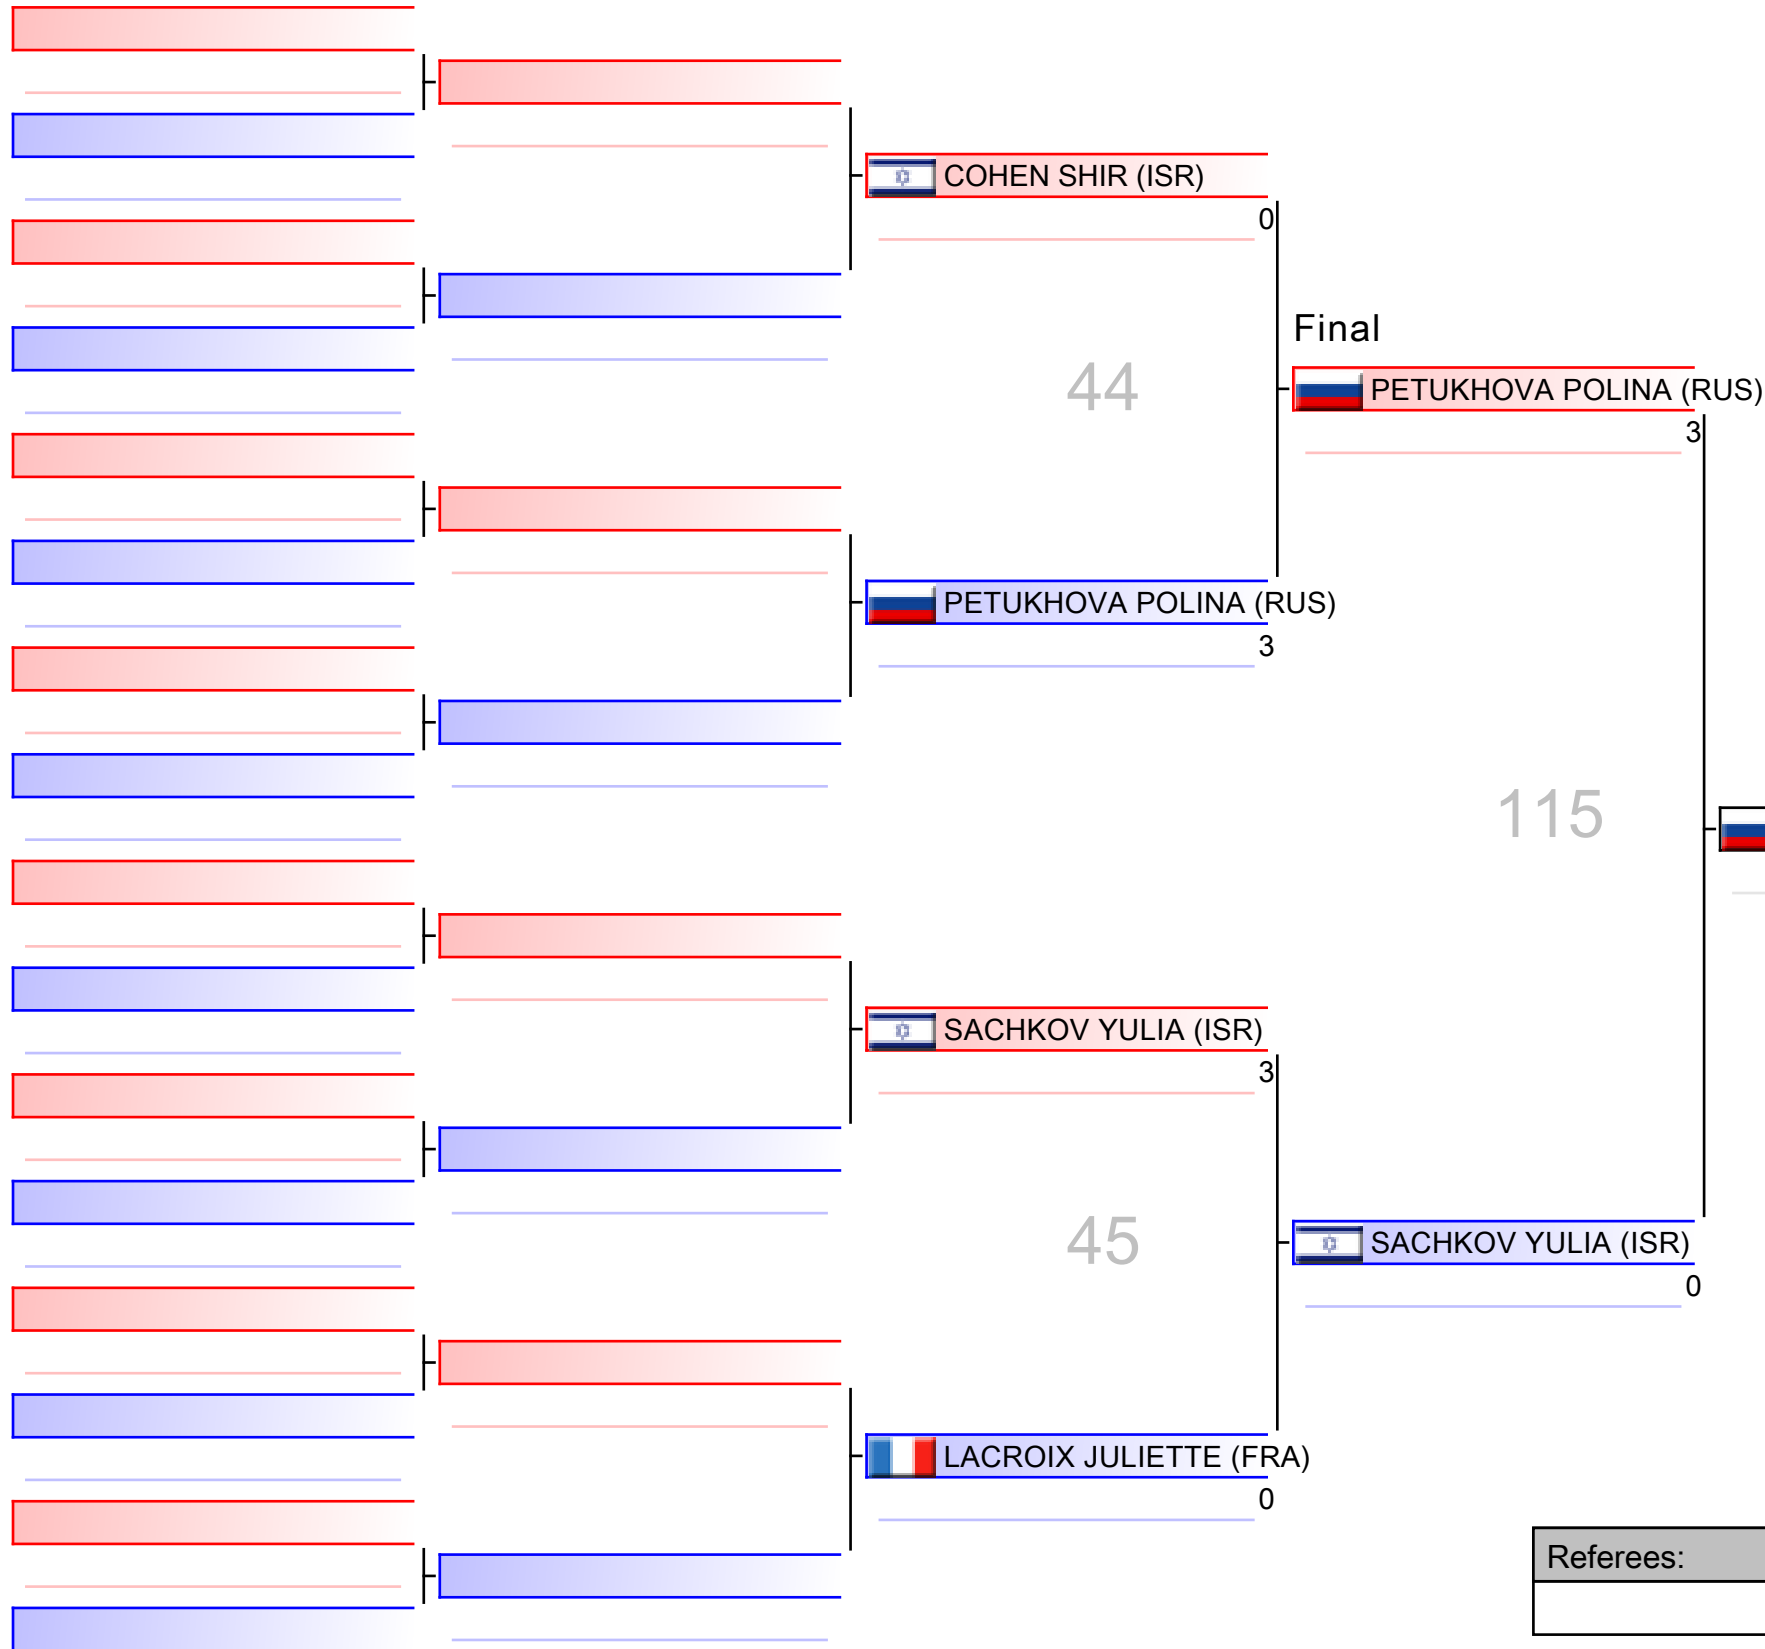 COHEN SHIR (ISR)
0
44
Final
PETUKHOVA POLINA (RUS)
3
PETUKHOVA POLINA (RUS)
3
115
SACHKOV YULIA (ISR)
3
45
SACHKOV YULIA (ISR)
0
LACROIX JULIETTE (FRA)
0
Referees: